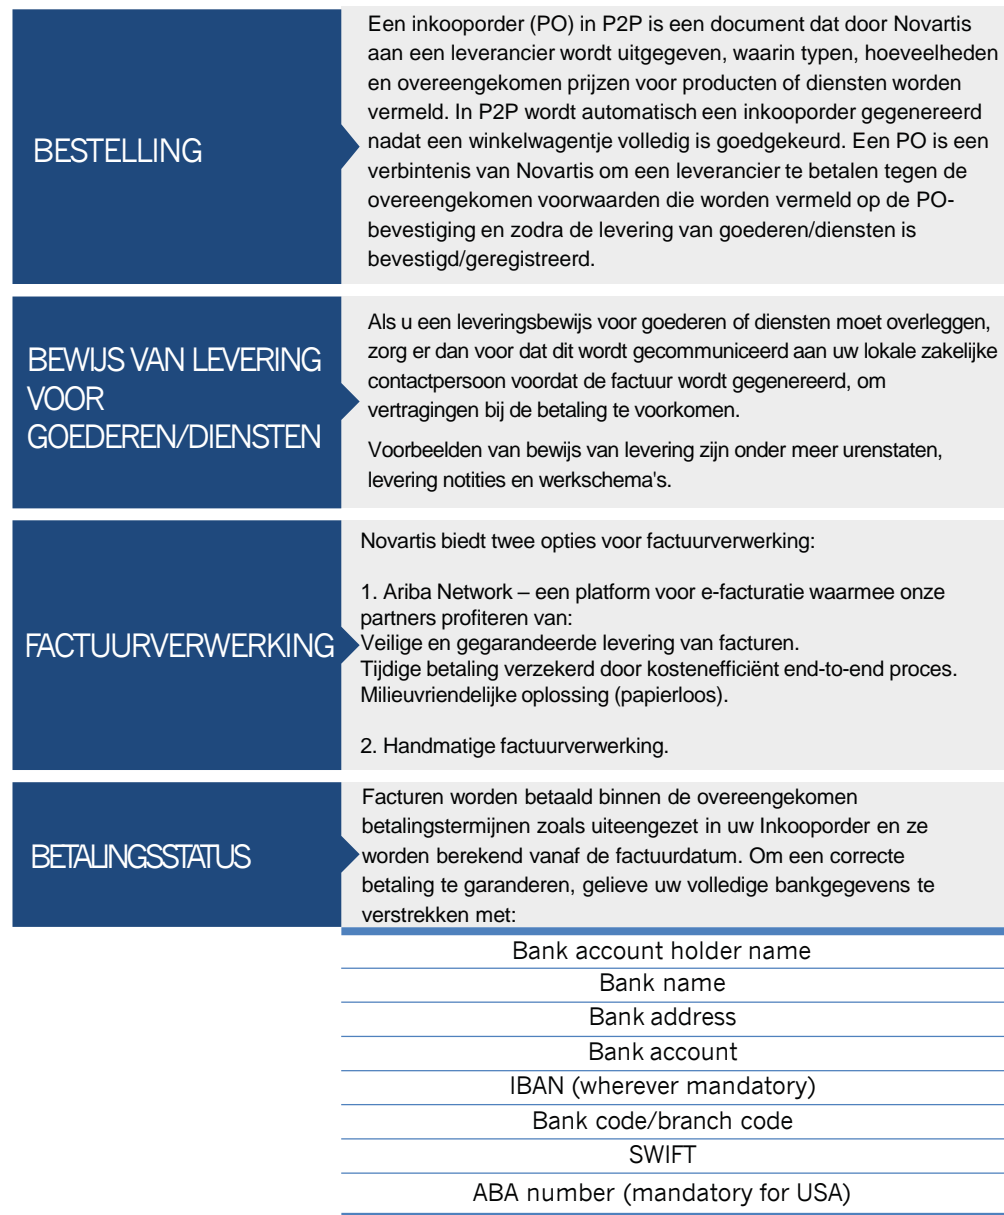 BESTELLING
Een inkooporder (PO) in P2P is een document dat door Novartis
aan een leverancier wordt uitgegeven, waarin typen, hoeveelheden
en overeengekomen prijzen voor producten of diensten worden
vermeld. In P2P wordt automatisch een inkooporder gegenereerd
nadat een winkelwagentje volledig is goedgekeurd. Een PO is een
verbintenis van Novartis om een leverancier te betalen tegen de
overeengekomen voorwaarden die worden vermeld op de PO-
bevestiging en zodra de levering van goederen/diensten is
bevestigd/geregistreerd.
BEWIJS VAN LEVERING
VOOR
GOEDEREN/DIENSTEN
Als u een leveringsbewijs voor goederen of diensten moet overleggen,
zorg er dan voor dat dit wordt gecommuniceerd aan uw lokale zakelijke
contactpersoon voordat de factuur wordt gegenereerd, om
vertragingen bij de betaling te voorkomen.
Voorbeelden van bewijs van levering zijn onder meer urenstaten,
levering notities en werkschema's.
FACTUURVERWERKING
Novartis biedt twee opties voor factuurverwerking:
1. Ariba Network – een platform voor e-facturatie waarmee onze
partners profiteren van:
Veilige en gegarandeerde levering van facturen.
Tijdige betaling verzekerd door kostenefficiënt end-to-end proces.
Milieuvriendelijke oplossing (papierloos).
2. Handmatige factuurverwerking.
BETALINGSSTATUS
Facturen worden betaald binnen de overeengekomen
betalingstermijnen zoals uiteengezet in uw Inkooporder en ze
worden berekend vanaf de factuurdatum. Om een correcte
betaling te garanderen, gelieve uw volledige bankgegevens te
verstrekken met:
Bank account holder name
Bank name
Bank address
Bank account
IBAN (wherever mandatory)
Bank code/branch code
SWIFT
ABA number (mandatory for USA)